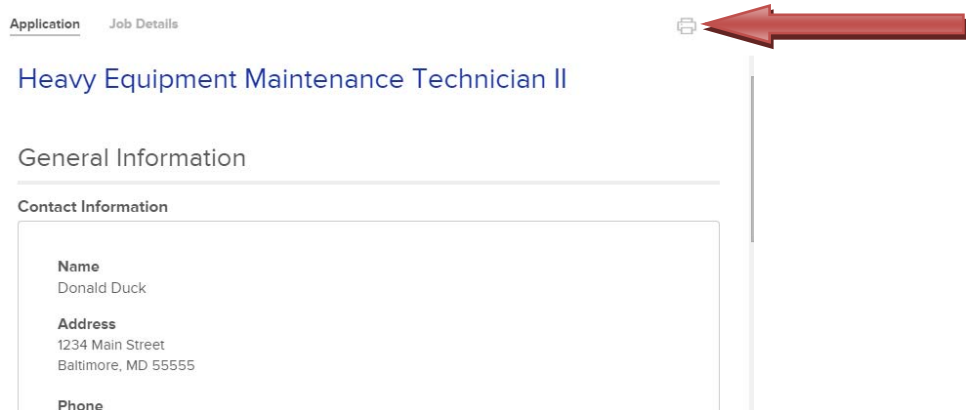 Application Job Details
Heavy Equipment Maintenance Technician II
General Information
Contact Information
Name
Donald Duck
Address
1234 Main Street
Baltimore, MD 55555
Phone